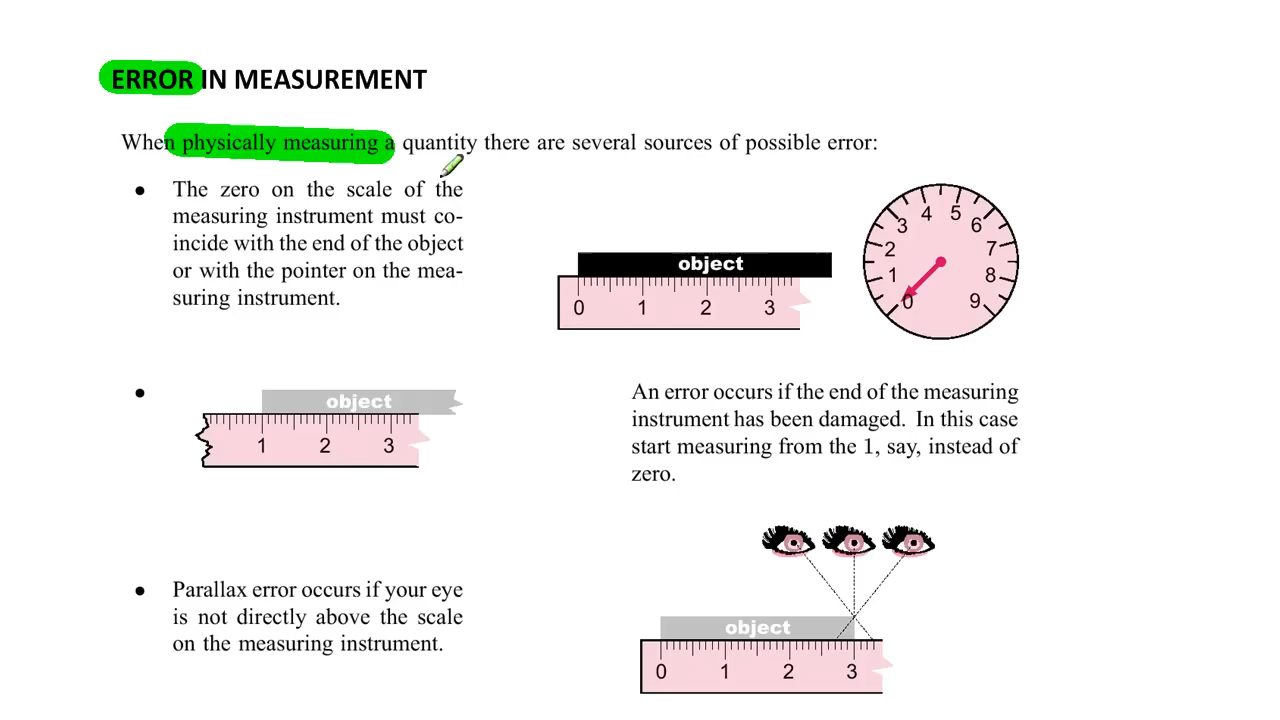 ERROR IN MEASUREMENT
When physically measuring a quantity there are several sources of possible error:
• The zero on the scale of the
measuring instrument must co-
incide with the end of the object
or with the pointer on the mea-
suring instrument.
object
0 1 2 3
0 1 2 3 4 5 6 7 8 9
•
object
1 2 3
An error occurs if the end of the measuring
instrument has been damaged. In this case
start measuring from the 1, say, instead of
zero.
• Parallax error occurs if your eye
is not directly above the scale
on the measuring instrument.
object
0 1 2 3